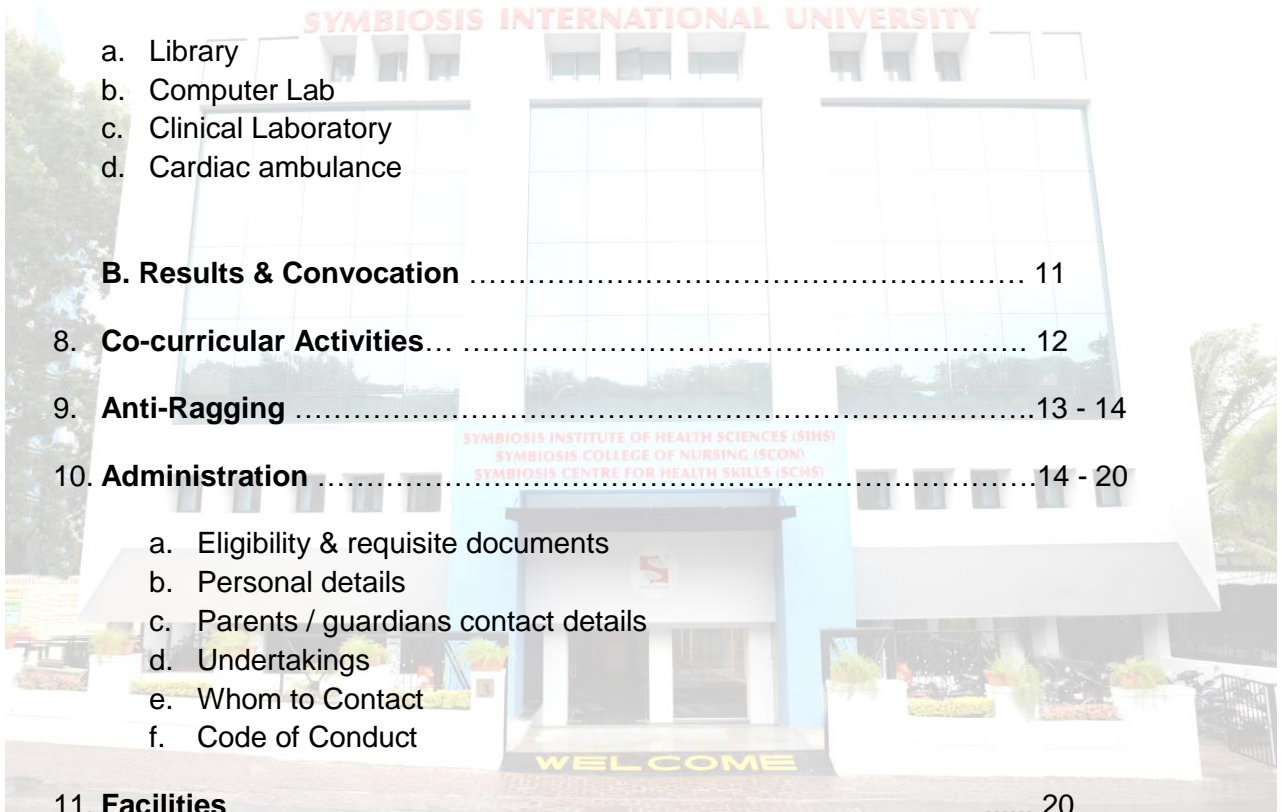 SYMBIOSIS INTERNATIONAL UNIVERSITY
a. Library
b. Computer Lab
c. Clinical Laboratory
d. Cardiac ambulance
B. Results & Convocation ………………………………………………… 11
8. Co-curricular Activities… …………………………………………………. 12
9. Anti-Ragging ………………………………………………………………….13 - 14
SYMBIOSIS INSTITUTE OF HEALTH SCIENCES (SIHS)
SYMBIOSIS COLLEGE OF NURSING (SCON)
SYMBIOSIS CENTRE FOR HEALTH SKILLS (SCHS)
10. Administration ……………………………………………………………….14 - 20
a. Eligibility & requisite documents
b. Personal details
c. Parents / guardians contact details
d. Undertakings
e. Whom to Contact
f. Code of Conduct
3
WELCOME
11. Facilities ...... 20